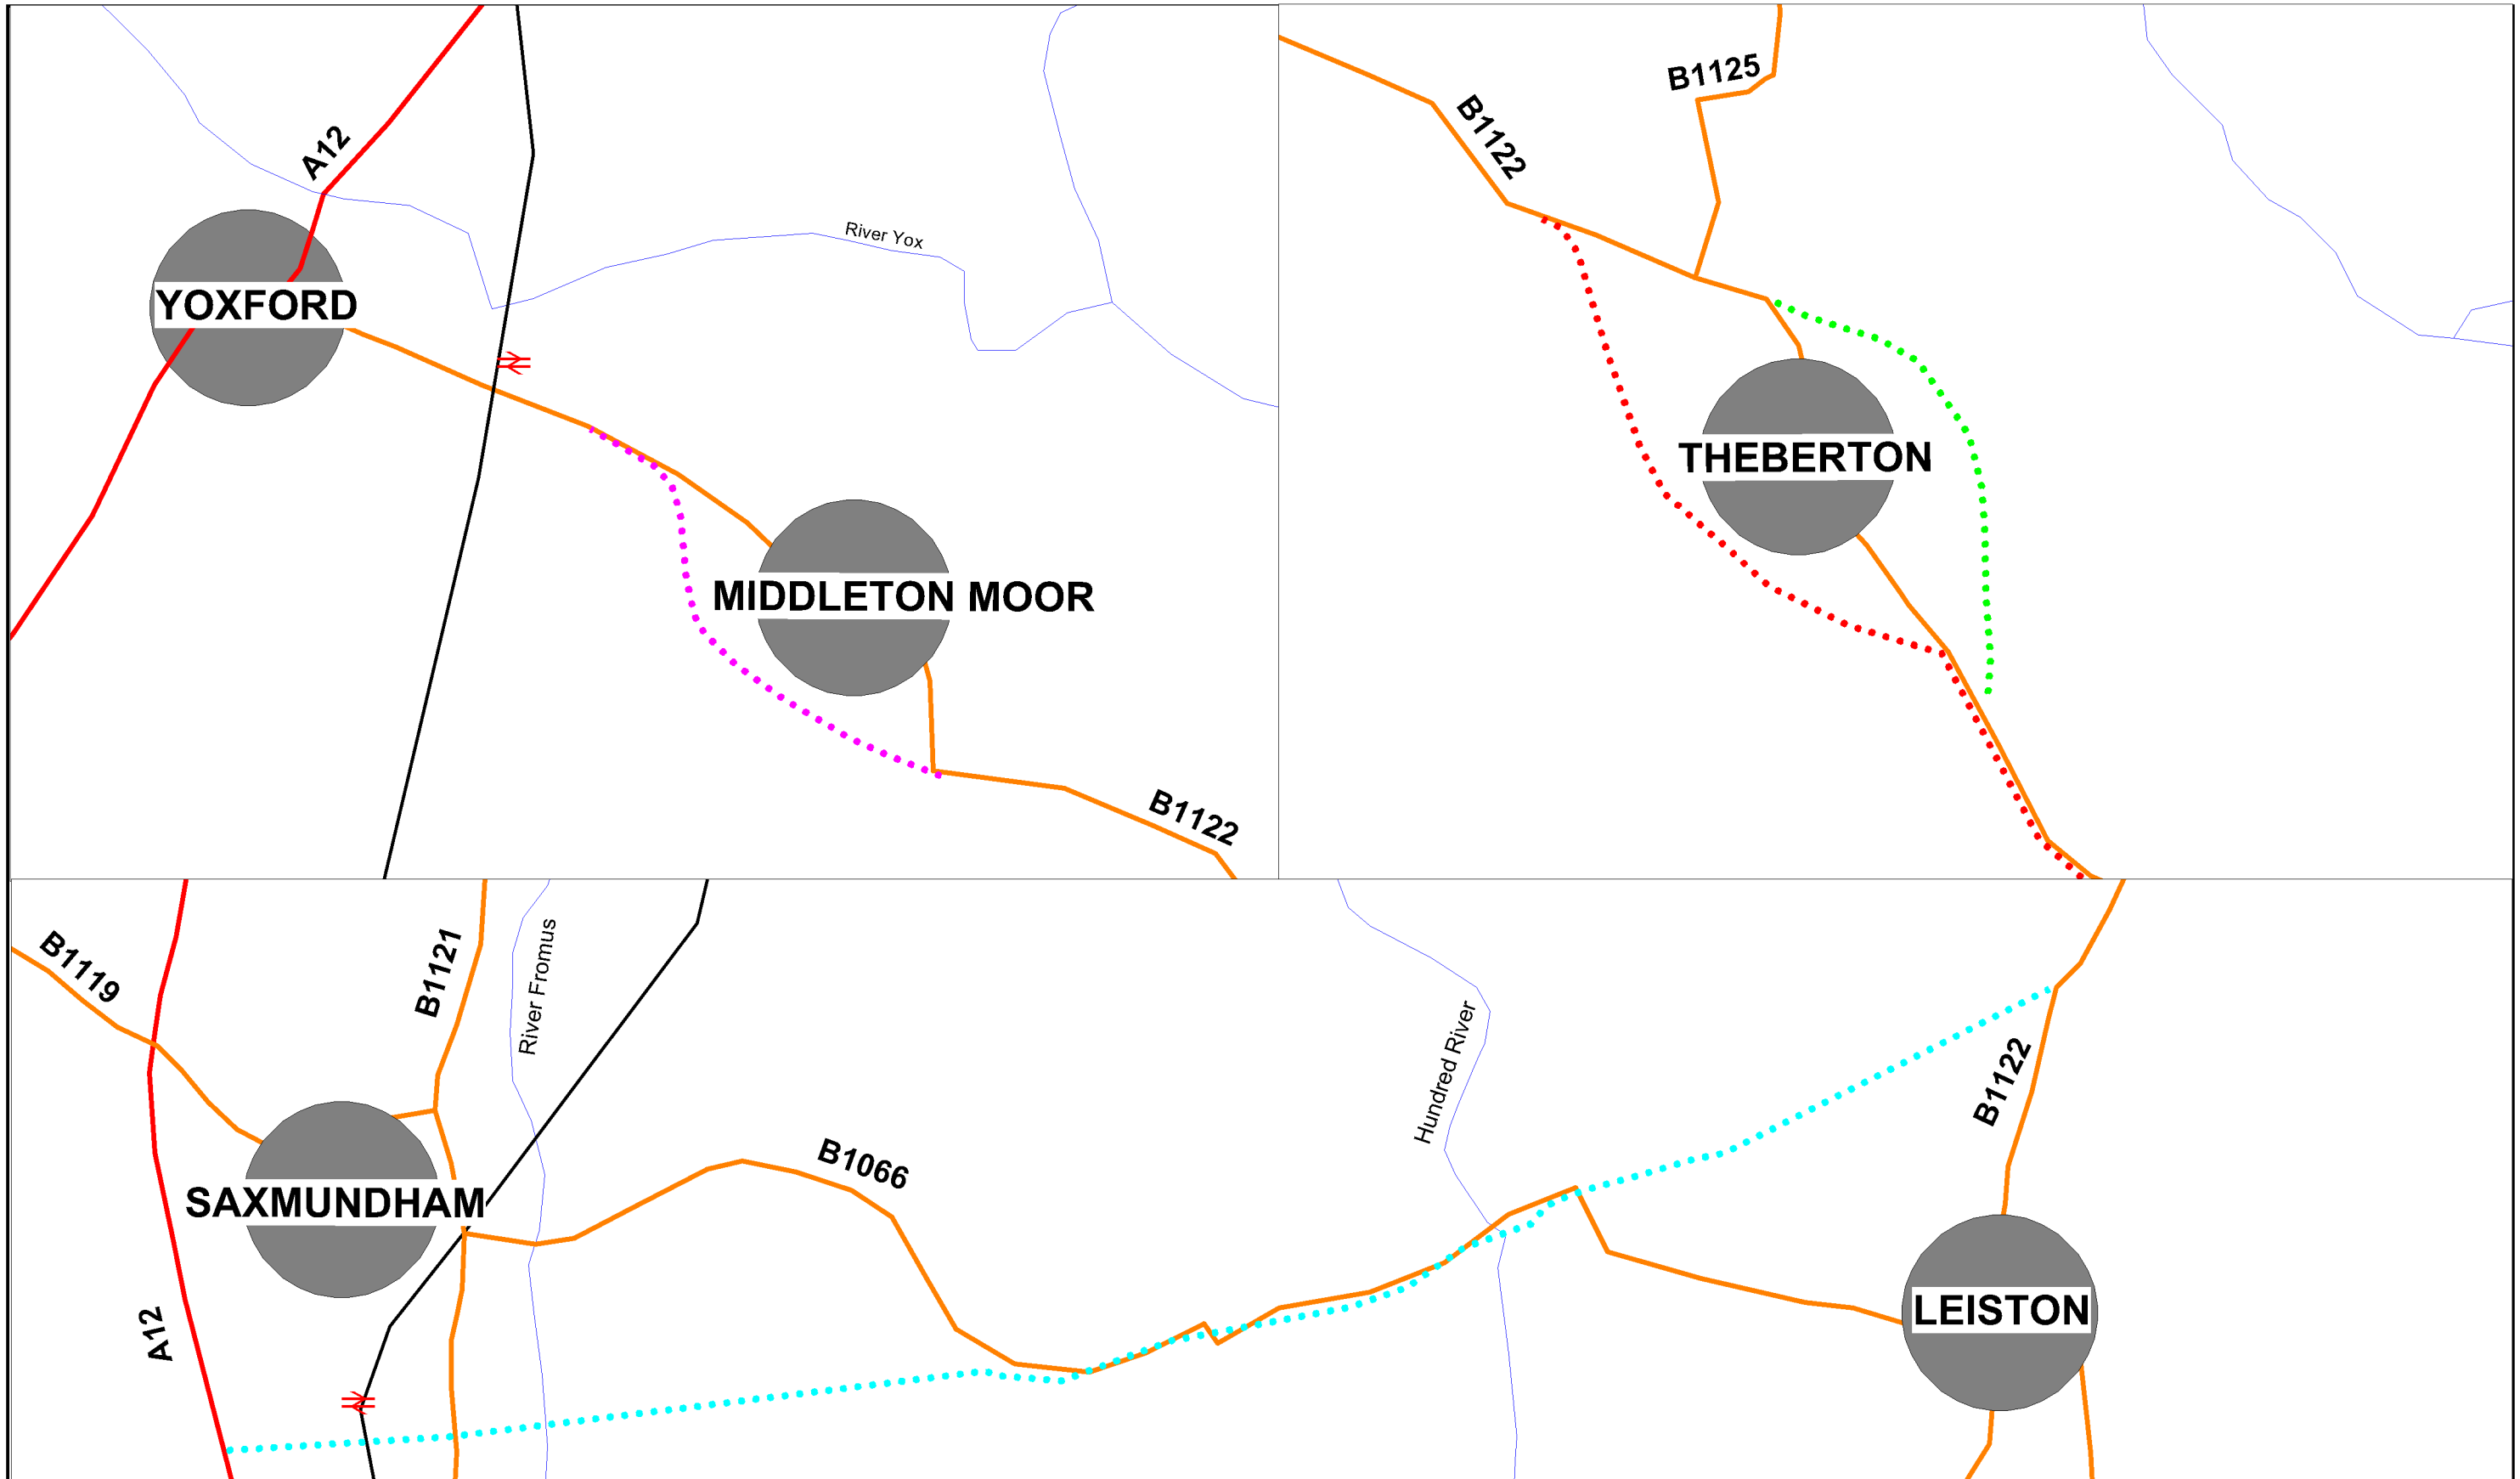 A12
YOXFORD
River Yox
MIDDLETON MOOR
B1122
B1125
B1122
THEBERTON
B1119
B1121
River Fromus
SAXMUNDHAM
B1066
A12
Hundred River
B1122
LEISTON